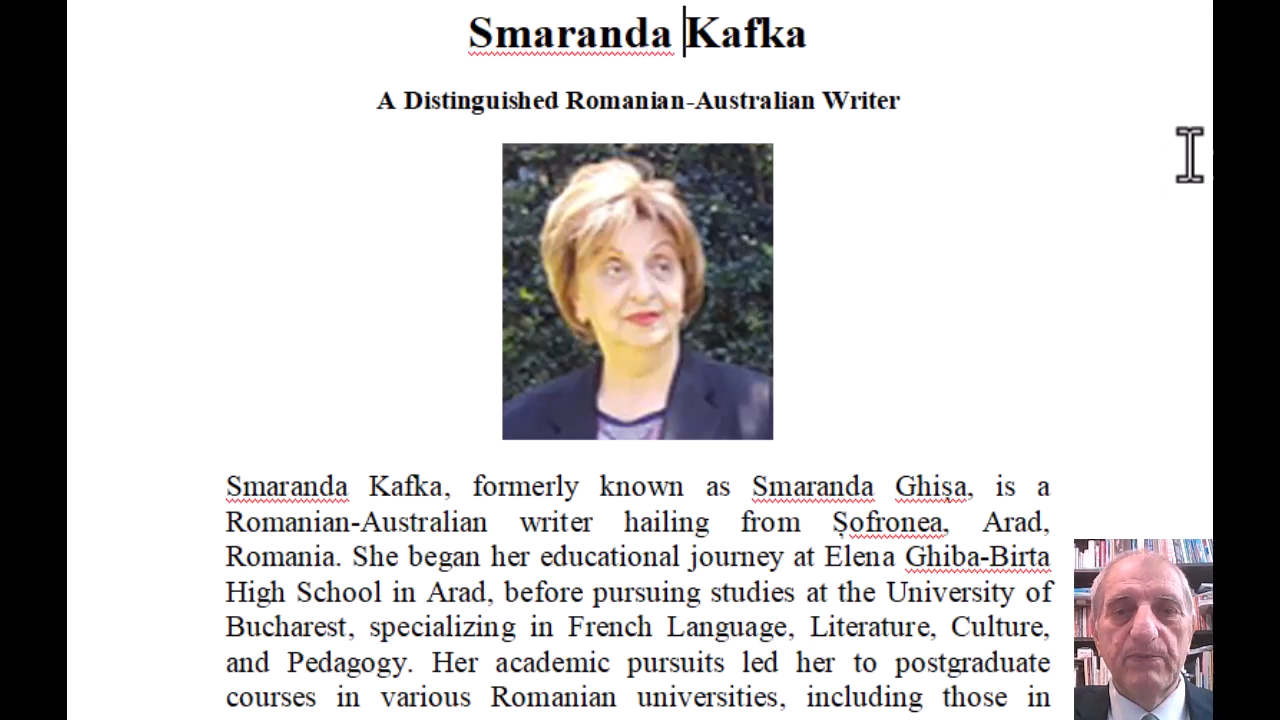 Smaranda Kafka
A Distinguished Romanian-Australian Writer
Smaranda Kafka, formerly known as Smaranda Ghișa, is a
Romanian-Australian writer hailing from Șofronea, Arad,
Romania. She began her educational journey at Elena Ghiba-Birta
High School in Arad, before pursuing studies at the University of
Bucharest, specializing in French Language, Literature, Culture,
and Pedagogy. Her academic pursuits led her to postgraduate
courses in various Romanian universities, including those in